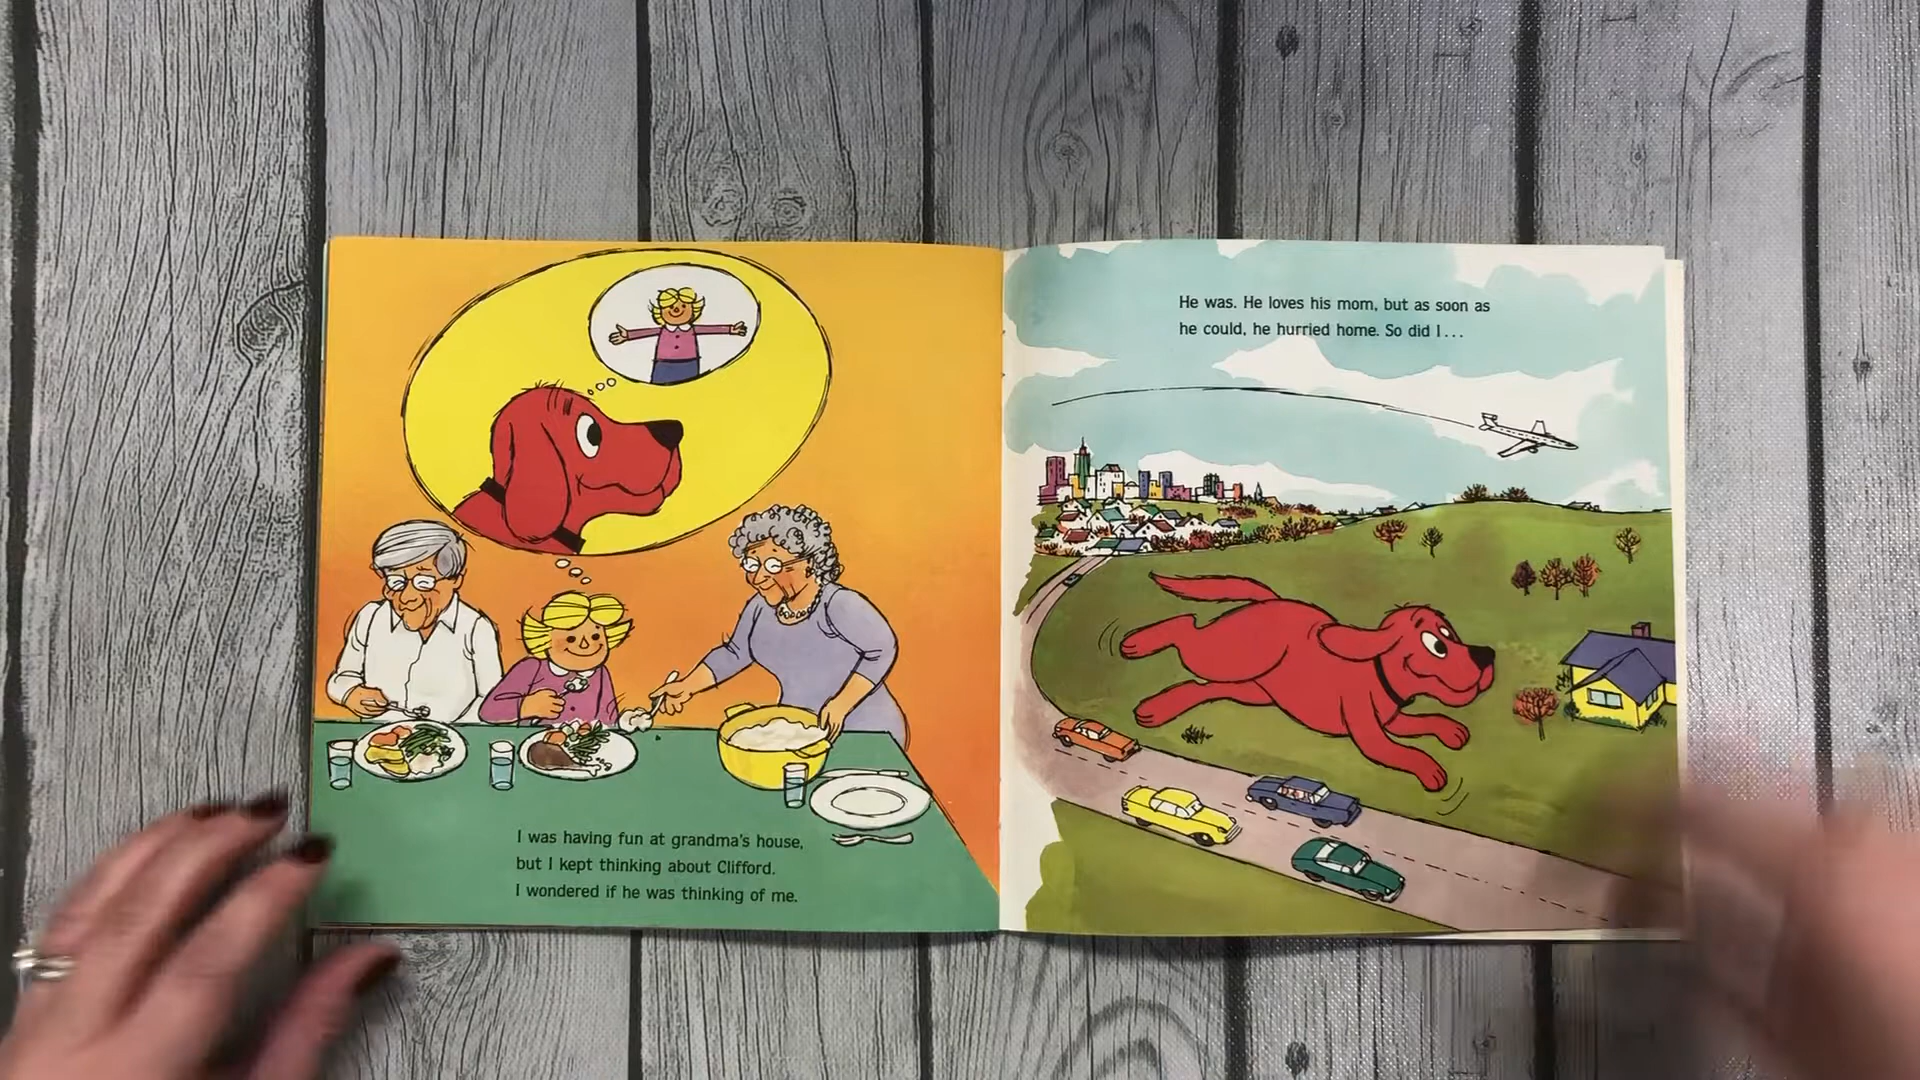 I was having fun at grandma's house,
but I kept thinking about Clifford.
I wondered if he was thinking of me.
He was. He loves his mom, but as soon as
he could, he hurried home. So did I...